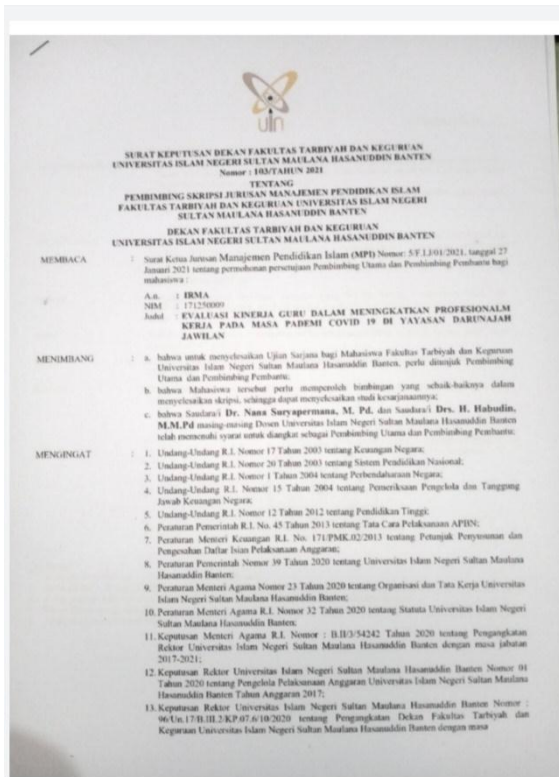 uin
SURAT KEPUTUSAN DEKAN FAKULTAS TARBIYAH DAN KEGURUAN
UNIVERSITAS ISLAM NEGERI SULTAN MAULANA HASANUDDIN BANTEN
Nomor : 103/TAHUN 2021
TENTANG
PEMBIMBING SKRIPSI JURUSAN MANAJEMEN PENDIDIKAN ISLAM
FAKULTAS TARBIYAH DAN KEGURUAN UNIVERSITAS ISLAM NEGERI
SULTAN MAULANA HASANUDDIN BANTEN
DEKAN FAKULTAS TARBIYAH DAN KEGURUAN
UNIVERSITAS ISLAM NEGERI SULTAN MAULANA HASANUDDIN BANTEN
MEMBACA : Surat Ketua Jurusan Manajemen Pendidikan Islam (MPI) Nomor: 5/F.I.J/01/2021, tanggal 27
Januari 2021 tentang permohonan persetujuan Pembimbing Utama dan Pembimbing Pembantu bagi
mahasiswa :
A.n. : IRMA
NIM : 171250009
Judul : EVALUASI KINERJA GURU DALAM MENINGKATKAN PROFESIONALM
KERJA PADA MASA PADEMI COVID 19 DI YAYASAN DARUNAJAH
JAWILAN
MENIMBANG : a. bahwa untuk menyelesaikan Ujian Sarjana bagi Mahasiswa Fakultas Tarbiyah dan Keguruan
Universitas Islam Negeri Sultan Maulana Hasanuddin Banten, perlu ditunjuk Pembimbing
Utama dan Pembimbing Pembantu;
b. bahwa Mahasiswa tersebut perlu memperoleh bimbingan yang sebaik-baiknya dalam
menyelesaikan skripsi, sehingga dapat menyelesaikan studi kesarjanaannya;
c. bahwa Saudara/i Dr. Nana Suryapermana, M. Pd. dan Saudara/i Drs. H. Habudin,
M.M.Pd masing-masing Dosen Universitas Islam Negeri Sultan Maulana Hasanuddin Banten
telah memenuhi syarat untuk diangkat sebagai Pembimbing Utama dan Pembimbing Pembantu;
MENGINGAT : 1. Undang-Undang R.I. Nomor 17 Tahun 2003 tentang Keuangan Negara;
2. Undang-Undang R.I. Nomor 20 Tahun 2003 tentang Sistem Pendidikan Nasional;
3. Undang-Undang R.I. Nomor 1 Tahun 2004 tentang Perbendaharaan Negara;
4. Undang-Undang R.I. Nomor 15 Tahun 2004 tentang Pemeriksaan Pengelola dan Tanggung
Jawab Keuangan Negara;
5. Undang-Undang R.I. Nomor 12 Tahun 2012 tentang Pendidikan Tinggi;
6. Peraturan Pemerintah R.I. No. 45 Tahun 2013 tentang Tata Cara Pelaksanaan APBN;
7. Peraturan Menteri Keuangan R.I. No. 171/PMK.02/2013 tentang Petunjuk Penyusunan dan
Pengesahan Daftar Isian Pelaksanaan Anggaran;
8. Peraturan Pemerintah Nomor 39 Tahun 2020 tentang Universitas Islam Negeri Sultan Maulana
Hasanuddin Banten;
9. Peraturan Menteri Agama Nomor 23 Tahun 2020 tentang Organisasi dan Tata Kerja Universitas
Islam Negeri Sultan Maulana Hasanuddin Banten;
10. Peraturan Menteri Agama R.I. Nomor 32 Tahun 2020 tentang Statuta Universitas Islam Negeri
Sultan Maulana Hasanuddin Banten;
11. Keputusan Menteri Agama R.I. Nomor : B.II/3/54242 Tahun 2020 tentang Pengangkatan
Rektor Universitas Islam Negeri Sultan Maulana Hasanuddin Banten dengan masa jabatan
2017-2021;
12. Keputusan Rektor Universitas Islam Negeri Sultan Maulana Hasanuddin Banten Nomor 01
Tahun 2020 tentang Pengelola Pelaksanaan Anggaran Universitas Islam Negeri Sultan Maulana
Hasanuddin Banten Tahun Anggaran 2017;
13. Keputusan Rektor Universitas Islam Negeri Sultan Maulana Hasanuddin Banten Nomor :
96/Un.17/B.III.2/KP.07.6/10/2020 tentang Pengangkatan Dekan Fakultas Tarbiyah dan
Keguruan Universitas Islam Negeri Sultan Maulana Hasanuddin Banten dengan masa